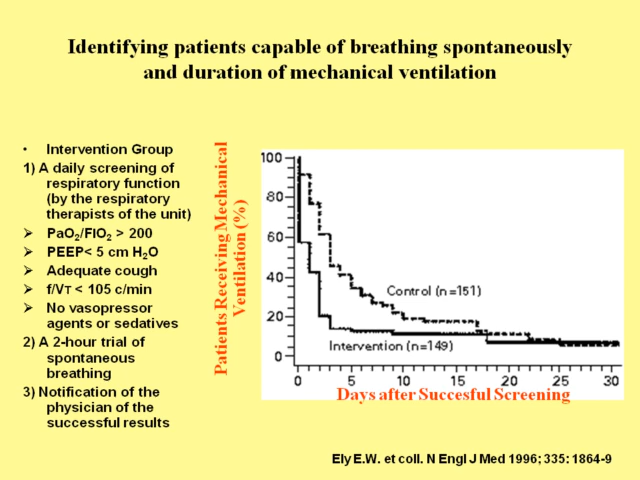 Identifying patients capable of breathing spontaneously
and duration of mechanical ventilation
• Intervention Group
1) A daily screening of
respiratory function
(by the respiratory
therapists of the unit)
➢ PaO₂/FIO₂ > 200
➢ PEEP< 5 cm H₂O
➢ Adequate cough
➢ f/VT < 105 c/min
➢ No vasopressor
agents or sedatives
2) A 2-hour trial of
spontaneous
breathing
3) Notification of the
physician of the
successful results
Patients Receiving Mechanical
Ventilation (%)
100
80
60
40
20
0
Control (n=151)
Intervention (n=149)
0 5 10 15 20 25 30
Days after Succesful Screening
Ely E.W. et coll. N Engl J Med 1996; 335: 1864-9